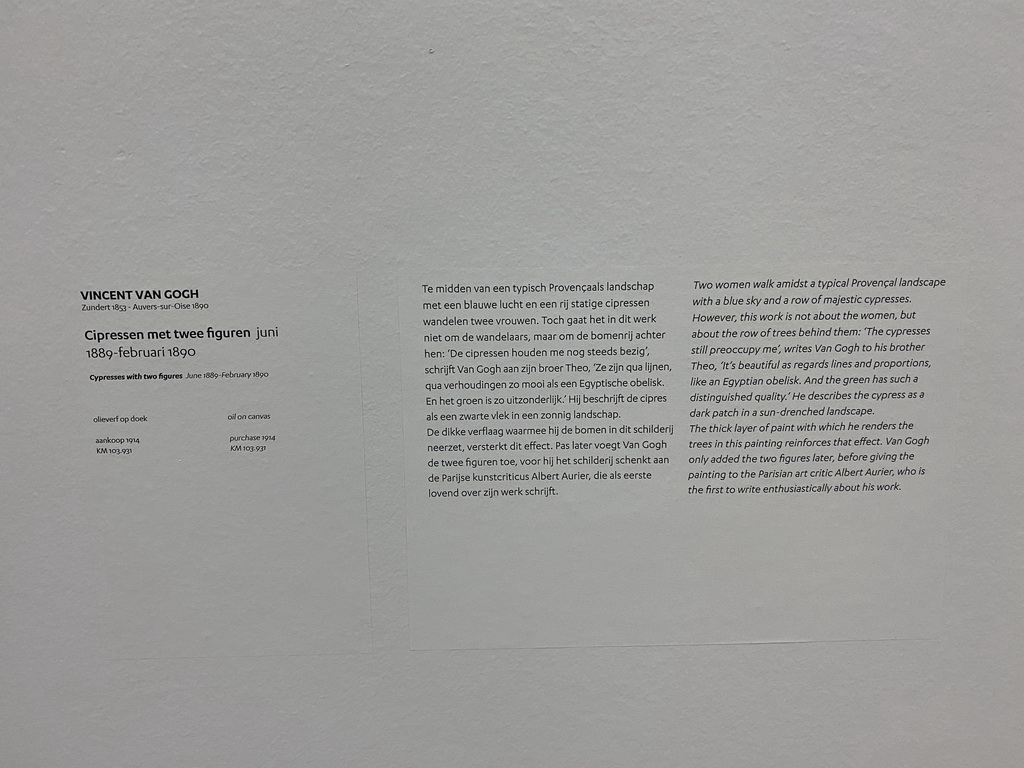 VINCENT VAN GOGH
Zundert 1853 - Auvers-sur-Oise 1890
Cipressen met twee figuren juni
1889-februari 1890
Cypresses with two figures June 1889-February 1890
olieverf op doek
oil on canvas
aankoop 1914
KM 103.931
purchase 1914
KM 103.931
Te midden van een typisch Provençaals landschap
met een blauwe lucht en een rij statige cipressen
wandelen twee vrouwen. Toch gaat het in dit werk
niet om de wandelaars, maar om de bomenrij achter
hen: ‘De cipressen houden me nog steeds bezig’,
schrijft Van Gogh aan zijn broer Theo, ‘Ze zijn qua lijnen,
qua verhoudingen zo mooi als een Egyptische obelisk.
En het groen is zo uitzonderlijk.’ Hij beschrijft de cipres
als een zwarte vlek in een zonnig landschap.
De dikke verflaag waarmee hij de bomen in dit schilderij
neerzet, versterkt dit effect. Pas later voegt Van Gogh
de twee figuren toe, voor hij het schilderij schenkt aan
de Parijse kunstcriticus Albert Aurier, die als eerste
lovend over zijn werk schrijft.
Two women walk amidst a typical Provençal landscape
with a blue sky and a row of majestic cypresses.
However, this work is not about the women, but
about the row of trees behind them: ‘The cypresses
still preoccupy me’, writes Van Gogh to his brother
Theo, ‘It’s beautiful as regards lines and proportions,
like an Egyptian obelisk. And the green has such a
distinguished quality.’ He describes the cypress as a
dark patch in a sun-drenched landscape.
The thick layer of paint with which he renders the
trees in this painting reinforces that effect. Van Gogh
only added the two figures later, before giving the
painting to the Parisian art critic Albert Aurier, who is
the first to write enthusiastically about his work.